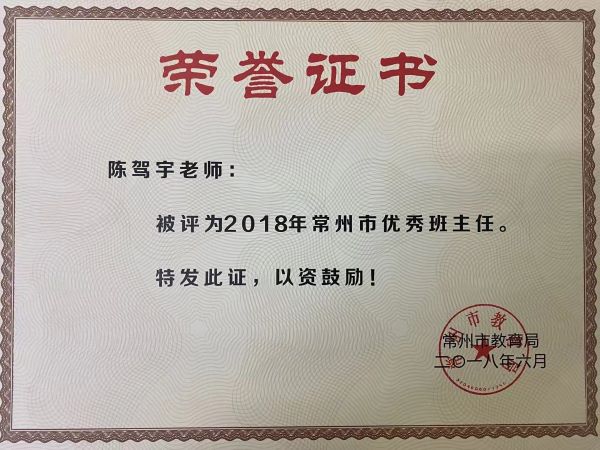 荣誉证书
陈驾宇老师：
被评为2018年常州市优秀班主任。
特发此证，以资鼓励！
常州市教育局
二〇一八年六月